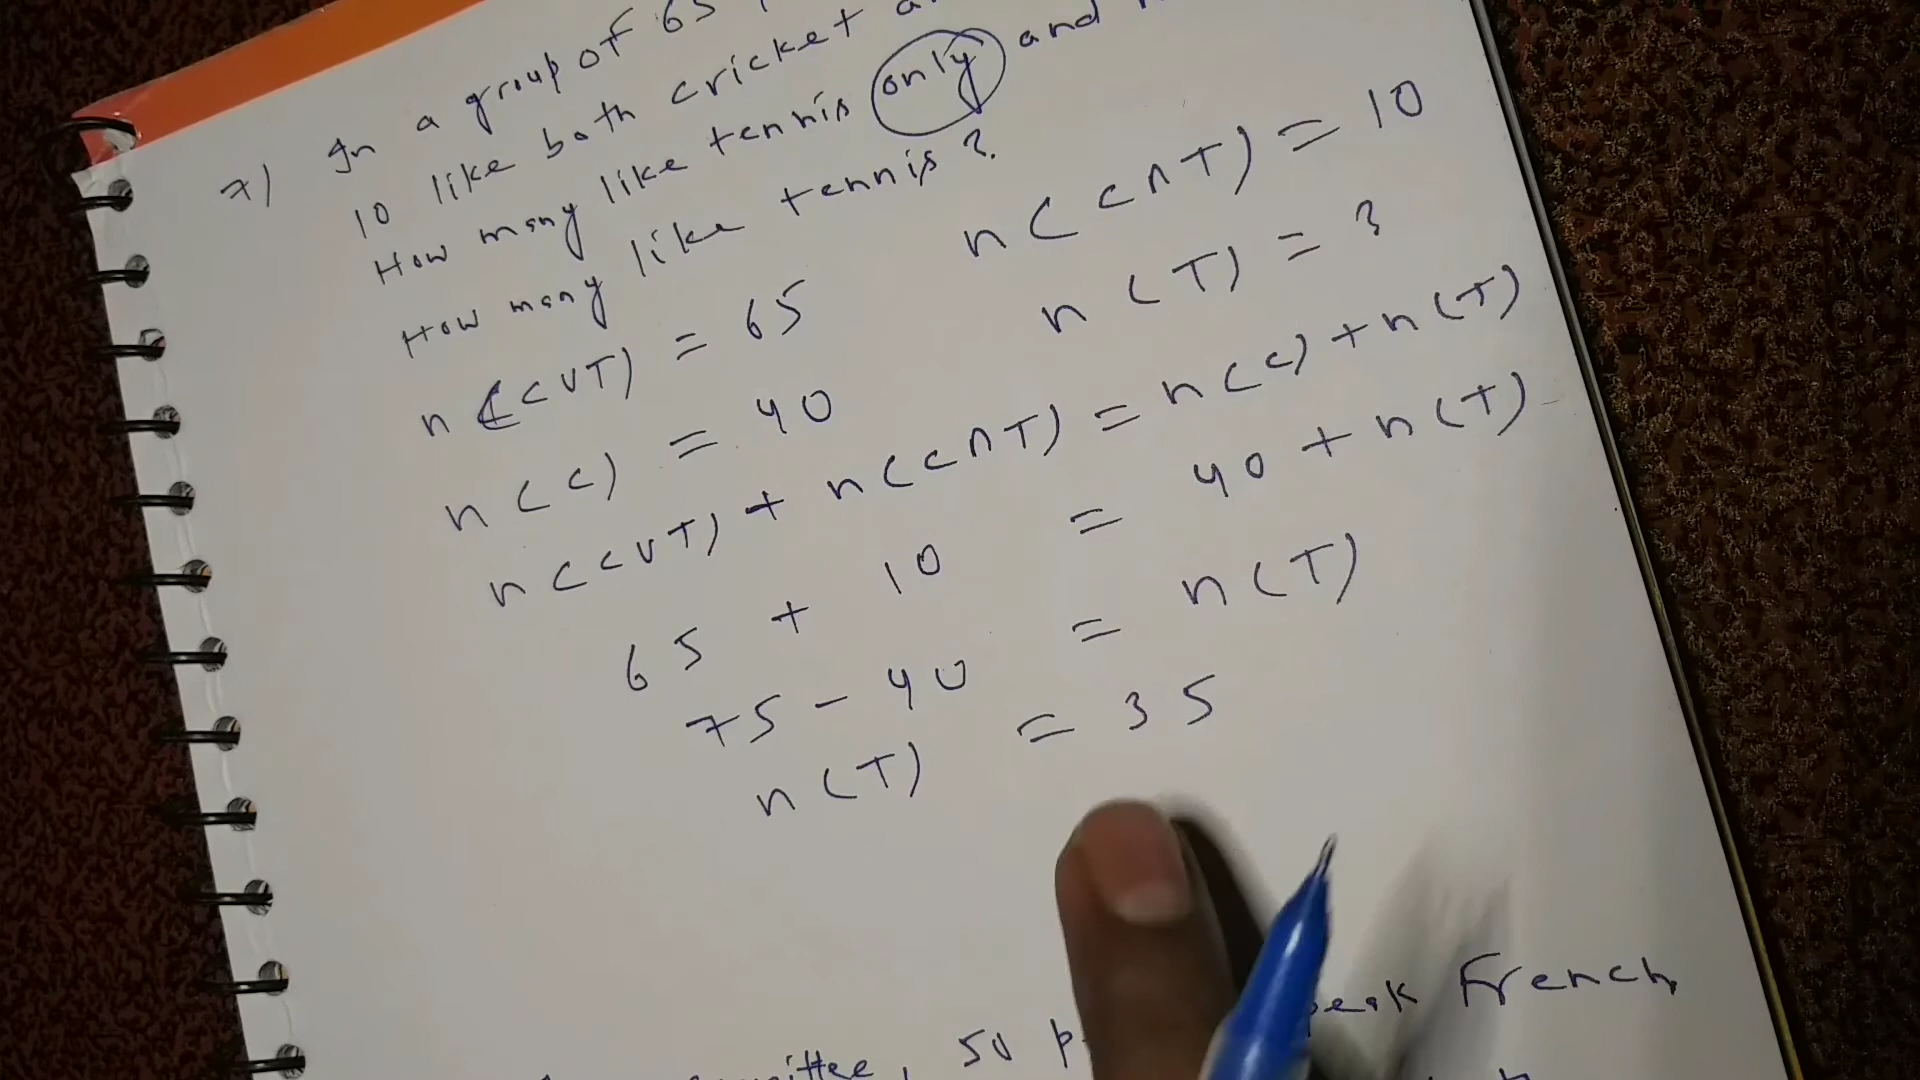 7) In a group of 65
10 like both cricket
How many like tennis only and
How many like tennis?
n(C∪T) = 65
n(C∩T) = 10
n(C) = 40
n(T) = ?
n(C∪T) + n(C∩T) = n(C) + n(T)
65 + 10 = 40 + n(T)
75 - 40 = n(T)
n(T) = 35
50
French